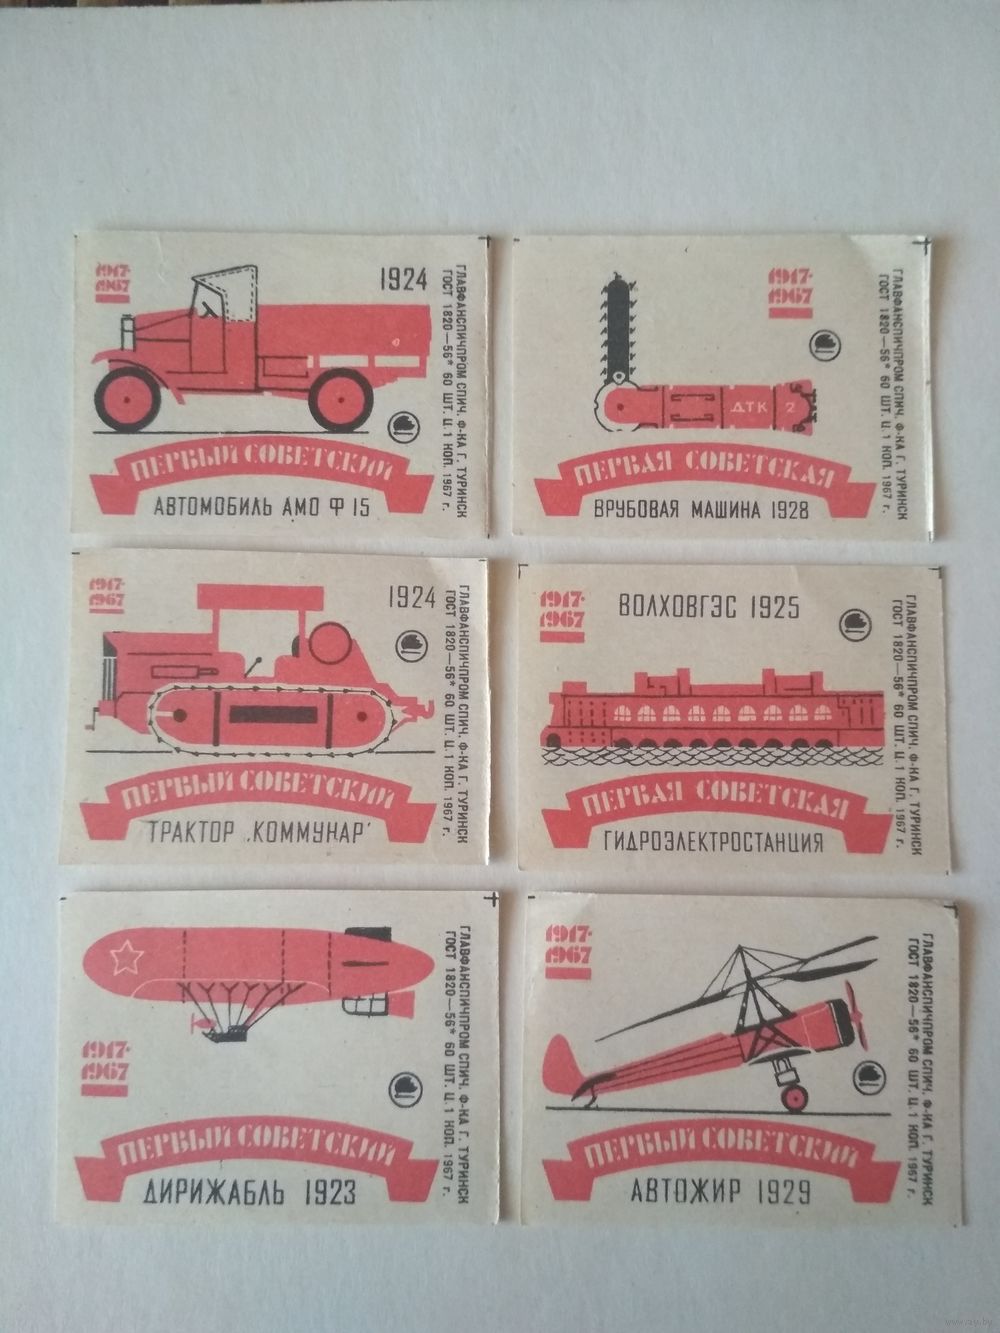 1917-
1967
1924
ПЕРВЫЙ СОВЕТСКИЙ
АВТОМОБИЛЬ АМО Ф 15
ГЛАВФАНСПИЧПРОМ СПИЧ. Ф-КА Г. ТУРИНСК
ГОСТ 1820—56* 60 ШТ. Ц. 1 КОП. 1967 г.
1917-
1967
ДТК 2
ПЕРВАЯ СОВЕТСКАЯ
ВРУБОВАЯ МАШИНА 1928
ГЛАВФАНСПИЧПРОМ СПИЧ. Ф-КА Г. ТУРИНСК
ГОСТ 1820—56* 60 ШТ. Ц. 1 КОП. 1967 г.
1917-
1967
1924
ПЕРВЫЙ СОВЕТСКИЙ
ТРАКТОР „КОММУНАР"
ГЛАВФАНСПИЧПРОМ СПИЧ. Ф-КА Г. ТУРИНСК
ГОСТ 1820—56* 60 ШТ. Ц. 1 КОП. 1967 г.
1917-
1967
ВОЛХОВГЭС 1925
ПЕРВАЯ СОВЕТСКАЯ
ГИДРОЭЛЕКТРОСТАНЦИЯ
ГЛАВФАНСПИЧПРОМ СПИЧ. Ф-КА Г. ТУРИНСК
ГОСТ 1820—56* 60 ШТ. Ц. 1 КОП. 1967 г.
1917-
1967
ПЕРВЫЙ СОВЕТСКИЙ
ДИРИЖАБЛЬ 1923
ГЛАВФАНСПИЧПРОМ СПИЧ. Ф-КА Г. ТУРИНСК
ГОСТ 1820—56* 60 ШТ. Ц. 1 КОП. 1967 г.
1917-
1967
ПЕРВЫЙ СОВЕТСКИЙ
АВТОЖИР 1929
ГЛАВФАНСПИЧПРОМ СПИЧ. Ф-КА Г. ТУРИНСК
ГОСТ 1820—56* 60 ШТ. Ц. 1 КОП. 1967 г.
www.ay.by